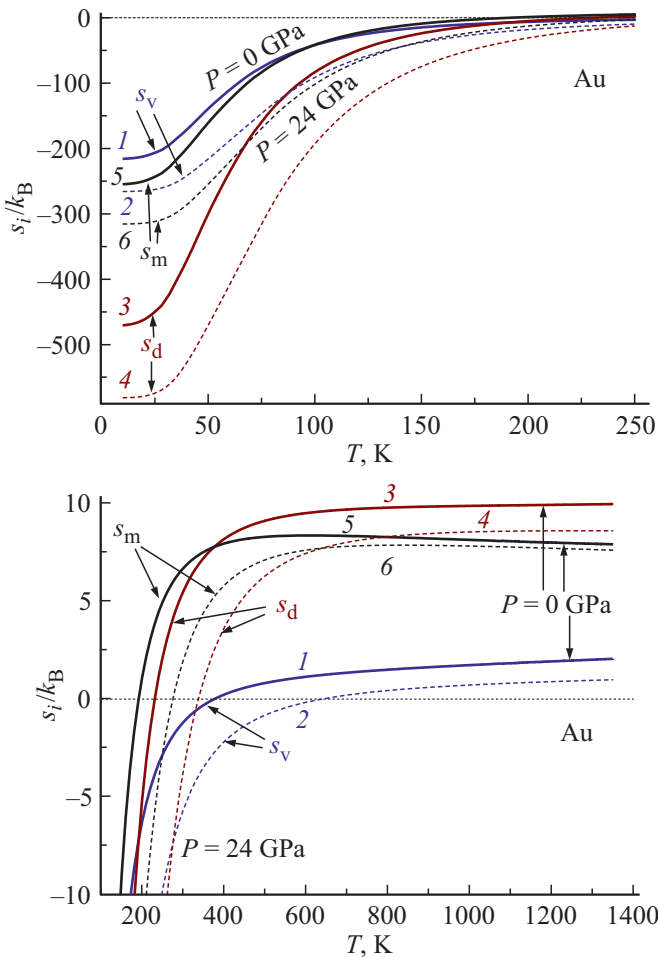 0
−100
−200
−300
−400
−500
s_i/k_B
P = 0 GPa
P = 24 GPa
Au
s_v
1
5
2
6
s_m
3
s_d
4
0 50 100 150 200 250
T, K
10
5
0
−5
−10
s_i/k_B
3
4
5
6
s_m
s_d
P = 0 GPa
1
2
s_v
Au
P = 24 GPa
200 400 600 800 1000 1200 1400
T, K